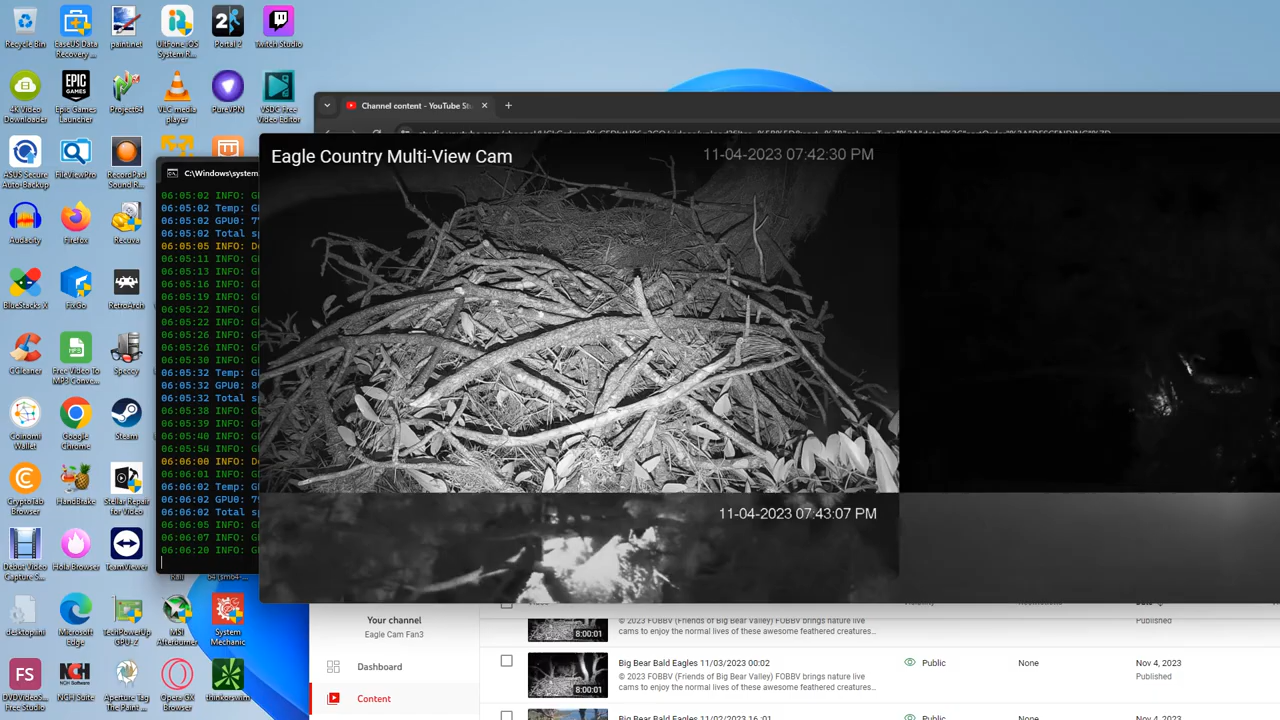 Recycle Bin
EaseUS Data Recovery ...
paint.net
UltFone iOS System R...
Portal 2
Twitch Studio
4K Video Downloader
Epic Games Launcher
Project64
VLC media player
PureVPN
VSDC Free Video Editor
ASUS Secure Auto-Backup
FileViewPro
RecordPad Sound R...
Audacity
Firefox
Recuva
BlueStacks X
FixGo
RetroArch
CCleaner
Free Video To MP3 Conve...
Speccy
Coinomi Wallet
Google Chrome
Steam
CryptoTab Browser
HandBrake
Stellar Repair for Video
Debut Video Capture S...
Hola Browser
TeamViewer
desktop.ini
Microsoft Edge
TechPowerUp GPU-Z
MSI Afterburner
System Mechanic
DVDVideoS... Free Studio
NCH Suite
Aperture Tag The Paint ...
Opera GX Browser
thinkorswim
C:\Windows\system
06:05:02 INFO: G
06:05:02 Temp: G
06:05:02 GPU0: 7
06:05:02 Total s
06:05:05 INFO: D
06:05:11 INFO: G
06:05:13 INFO: G
06:05:16 INFO: G
06:05:19 INFO: G
06:05:22 INFO: G
06:05:22 INFO: G
06:05:26 INFO: G
06:05:26 INFO: G
06:05:30 INFO: G
06:05:32 Temp: G
06:05:32 GPU0: 8
06:05:32 Total s
06:05:38 INFO: G
06:05:39 INFO: G
06:05:40 INFO: G
06:05:54 INFO: G
06:06:00 INFO: D
06:06:01 INFO: G
06:06:02 Temp: G
06:06:02 GPU0: 7
06:06:02 Total s
06:06:05 INFO: G
06:06:07 INFO: G
06:06:20 INFO: G
Channel content - YouTube St
Eagle Country Multi-View Cam
11-04-2023 07:42:30 PM
11-04-2023 07:43:07 PM
Your channel
Eagle Cam Fan3
Dashboard
Content
8:00:01
© 2023 FOBBV (Friends of Big Bear Valley) FOBBV brings nature live
cams to enjoy the normal lives of these awesome feathered creatures...
Published
8:00:01
Big Bear Bald Eagles 11/03/2023 00:02
© 2023 FOBBV (Friends of Big Bear Valley) FOBBV brings nature live
cams to enjoy the normal lives of these awesome feathered creatures...
Public
None
Nov 4, 2023
Published
Big Bear Bald Eagles 11/02/2023 16:01
Public
None
Nov 4, 2023